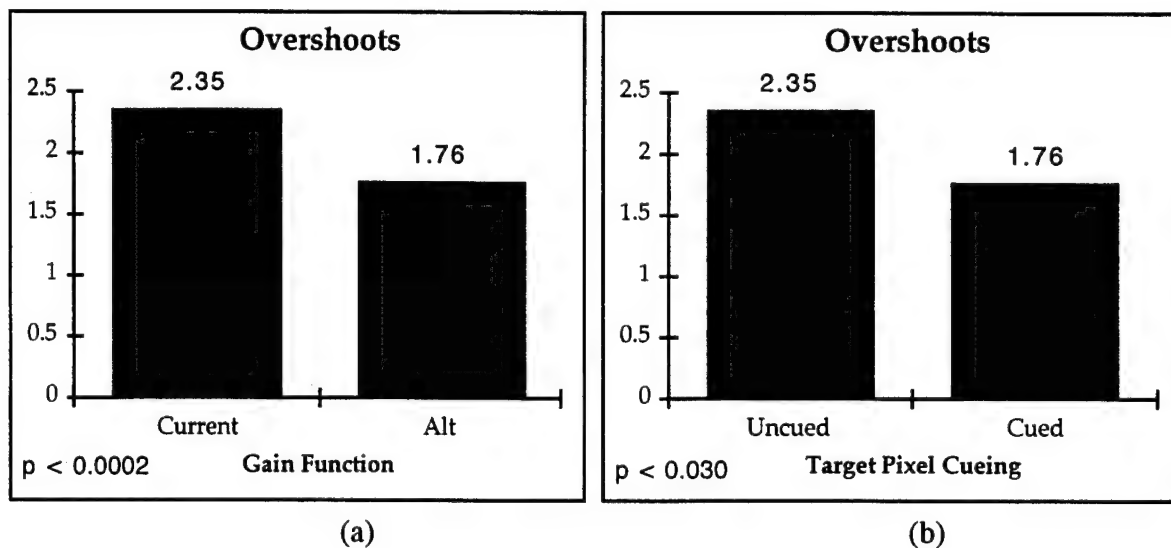 Overshoots
2.35
2.5
2
1.76
1.5
1
0.5
0
Current Alt
p < 0.0002 Gain Function
(a)
Overshoots
2.35
2.5
2
1.76
1.5
1
0.5
0
Uncued Cued
p < 0.030 Target Pixel Cueing
(b)